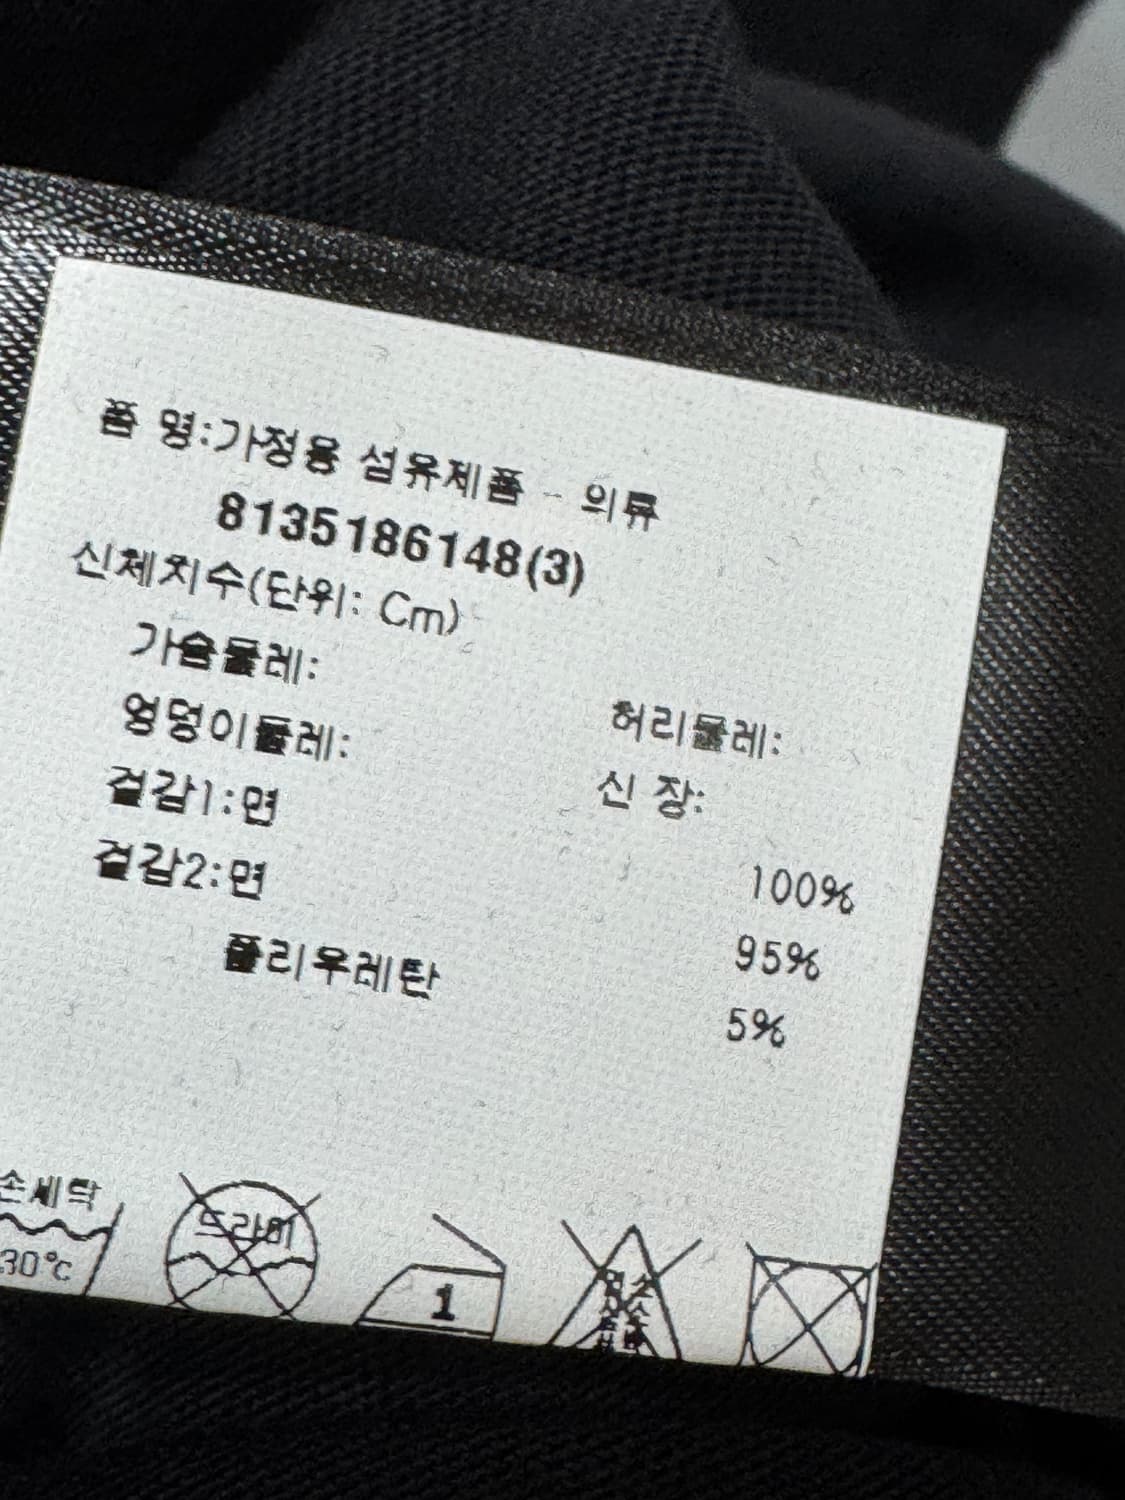 품 명:가정용 섬유제품 - 의류
8135186148(3)
신체치수(단위: Cm)
가슴둘레:
허리둘레:
엉덩이둘레:
신 장:
겉감1:면 100%
겉감2:면 95%
폴리우레탄 5%
손세탁
30℃
드라이
1
염소